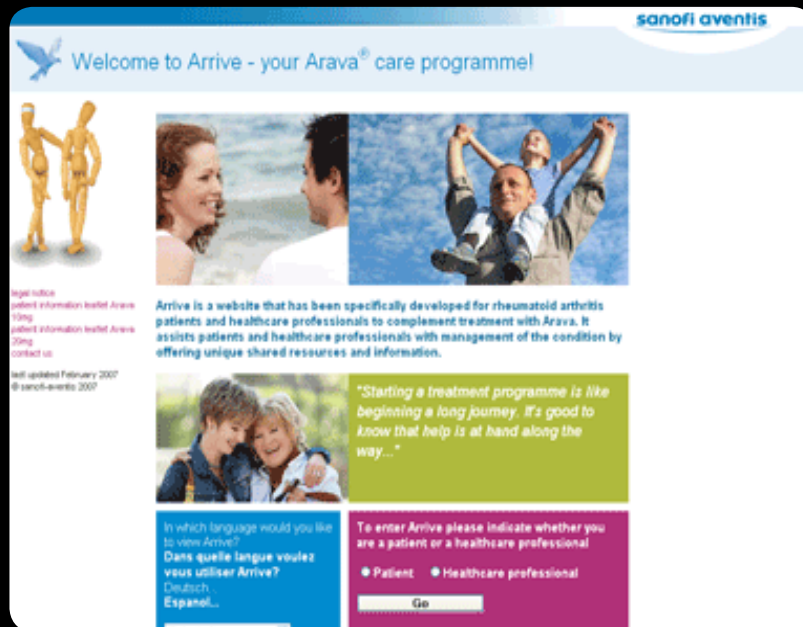 sanofi aventis
Welcome to Arrive - your Arava® care programme!
legal notice
patient information leaflet Arava
10mg
patient information leaflet Arava
20mg
contact us
last updated February 2007
© sanofi-aventis 2007
Arrive is a website that has been specifically developed for rheumatoid arthritis
patients and healthcare professionals to complement treatment with Arava. It
assists patients and healthcare professionals with management of the condition by
offering unique shared resources and information.
"Starting a treatment programme is like
beginning a long journey. It's good to
know that help is at hand along the
way..."
In which language would you like
to view Arrive?
Dans quelle langue voulez
vous utiliser Arrive?
Deutsch...
Espanol...
To enter Arrive please indicate whether you
are a patient or a healthcare professional
Patient Healthcare professional
Go